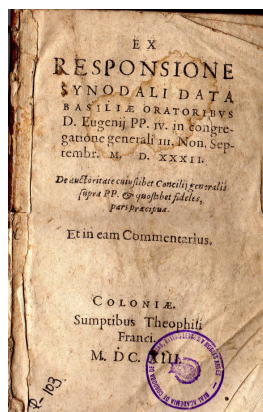 EX
RESPONSIONE
SYNODALI DATA
BASILIÆ ORATORIBVS
D. Eugenij PP. IV. in congre-
gatione generali III. Non. Sep-
tembr. M. D. XXXII.
De auctoritate cuiuslibet Concilij generalis
supra PP. & quoslibet fideles,
pars præcipua.
Et in eam Commentarius.
COLONIÆ.
Sumptibus Theophili
Franci.
M. DC. XIII.
R-103